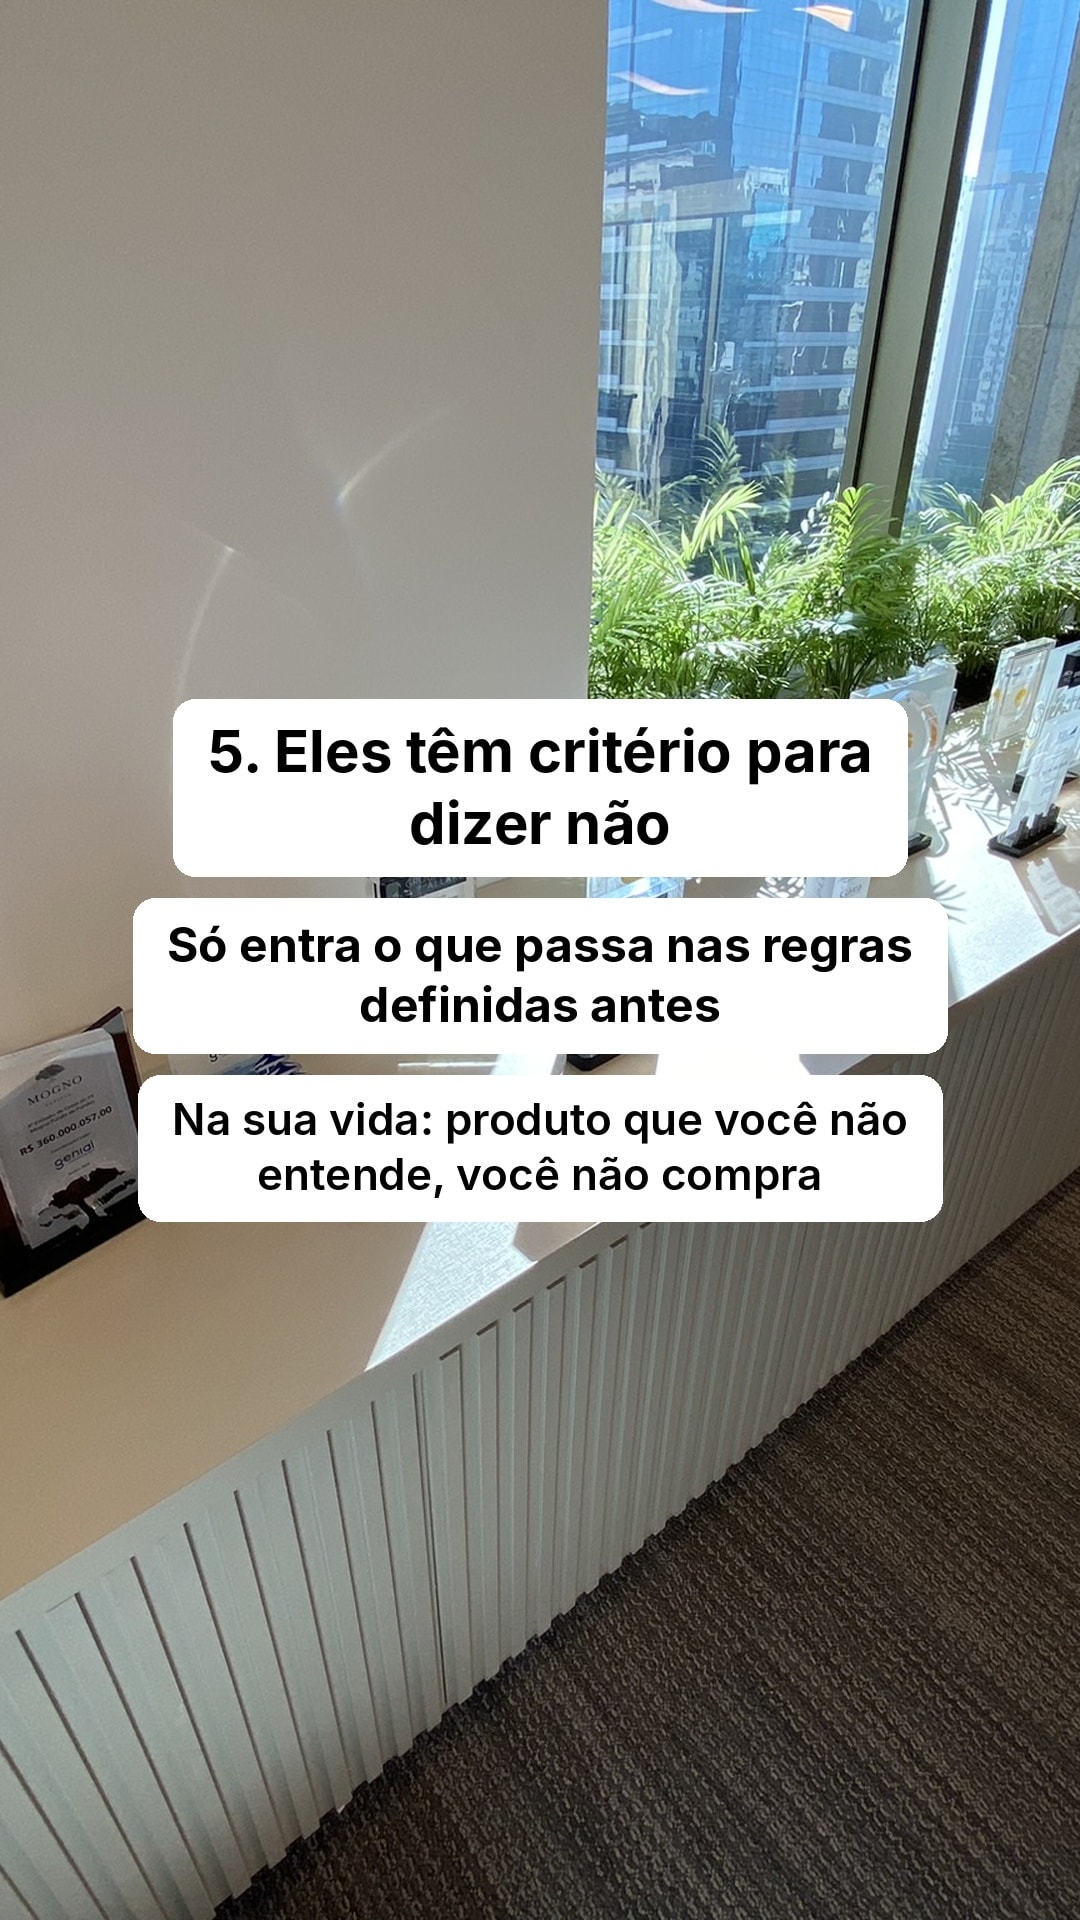 5. Eles têm critério para
dizer não
Só entra o que passa nas regras
definidas antes
Na sua vida: produto que você não
entende, você não compra
MOGNO
R$ 360.000.057,00
genial